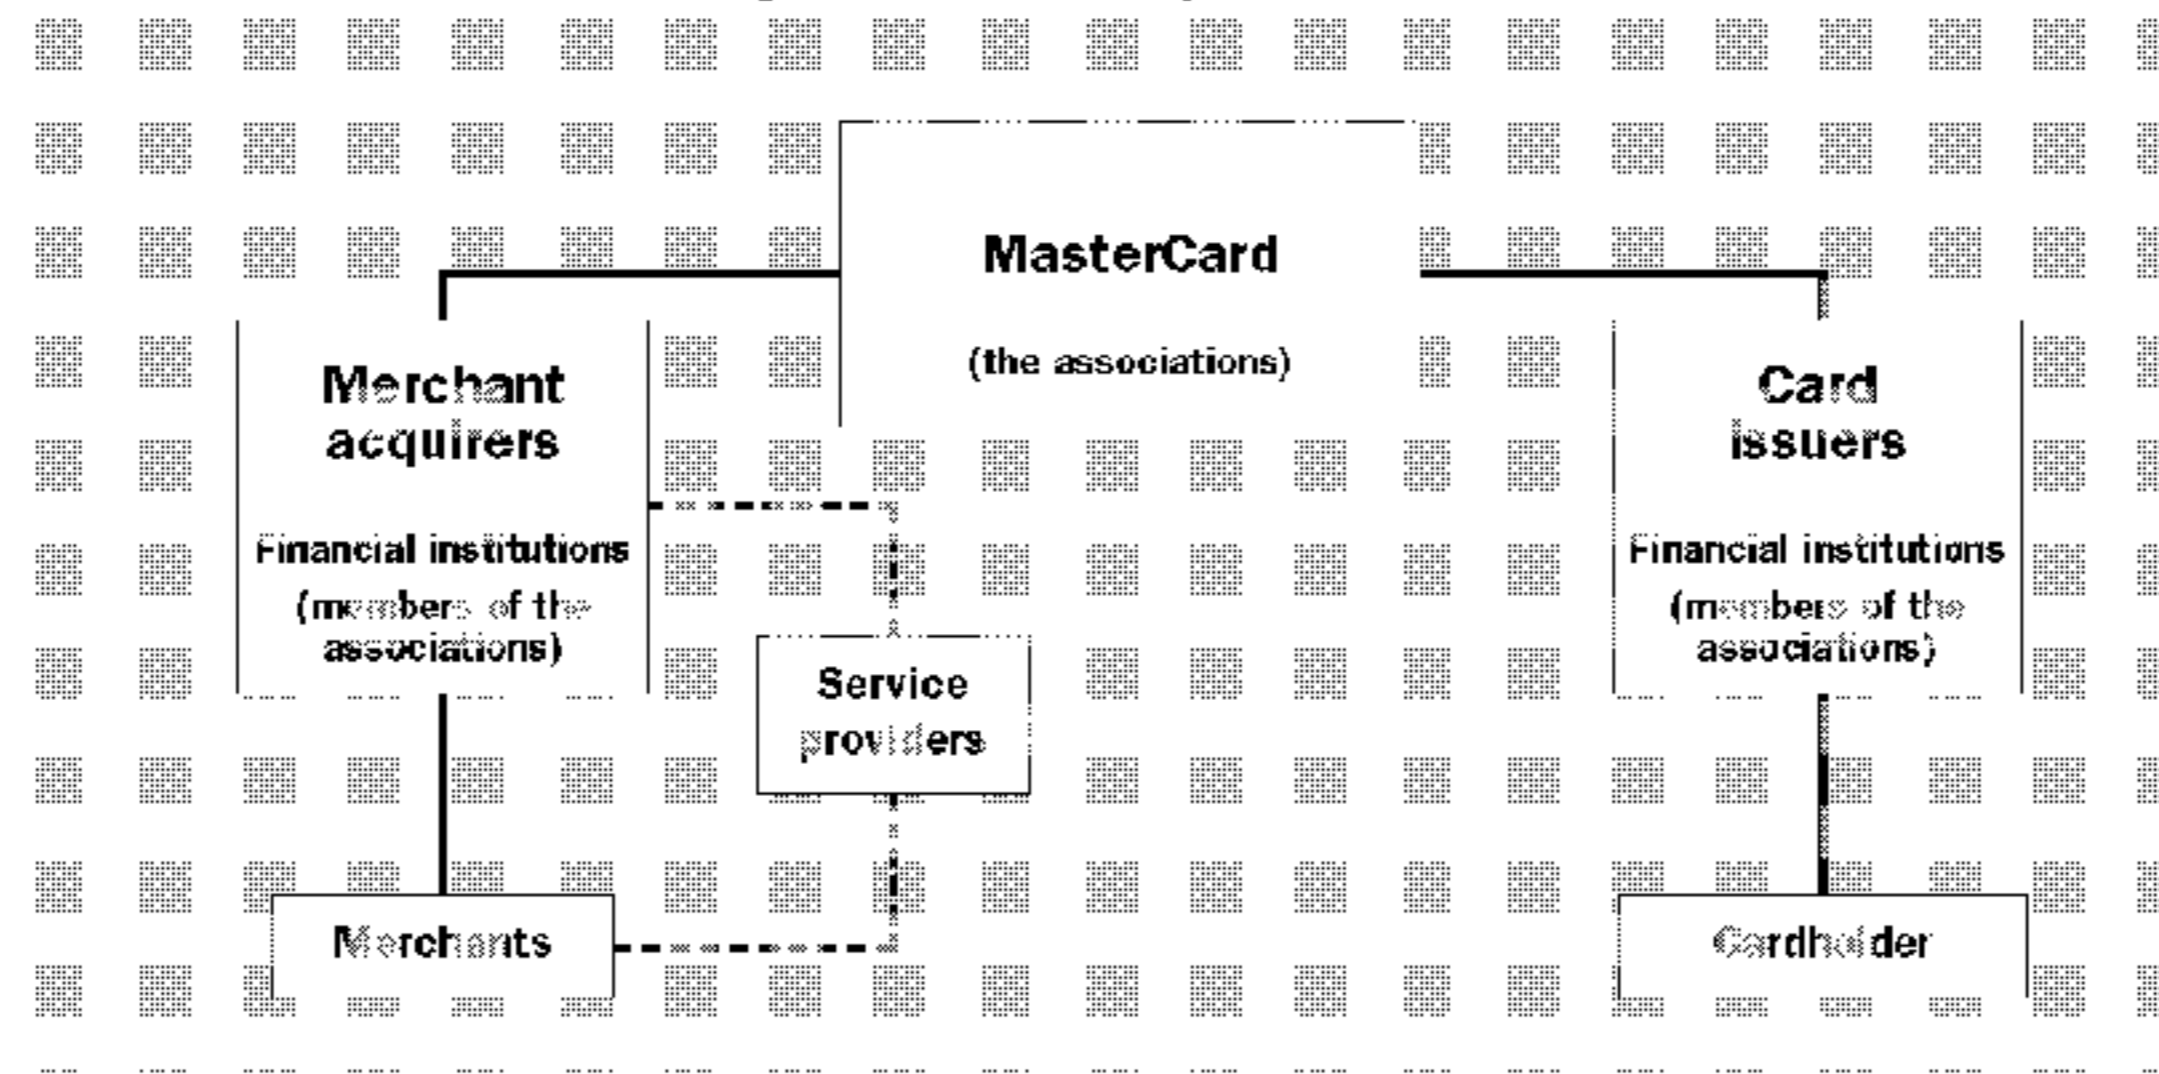 MasterCard
(the associations)
Merchant
acquirers
Financial institutions
(members of the
associations)
Card
issuers
Financial institutions
(members of the
associations)
Service
providers
Merchants
Cardholder